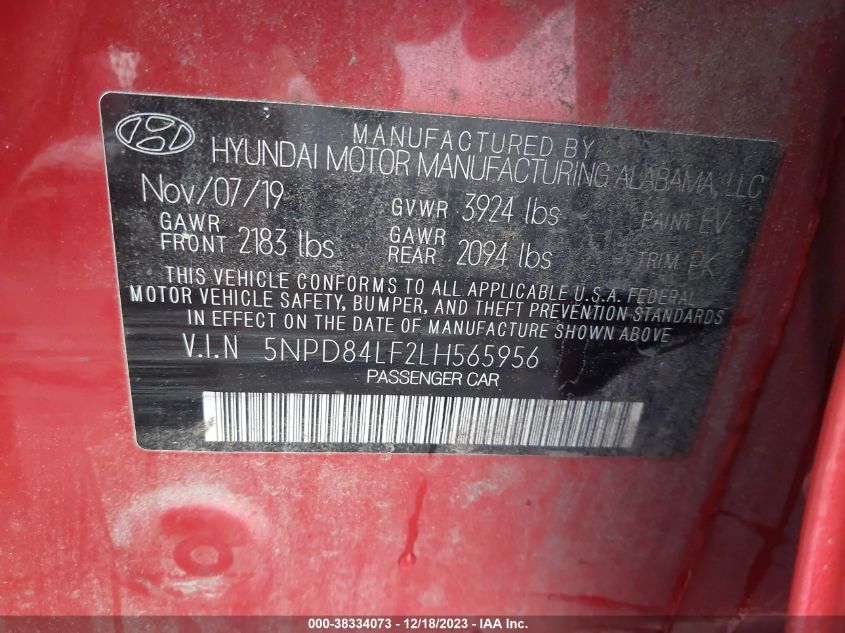 MANUFACTURED BY
HYUNDAI MOTOR MANUFACTURING ALABAMA, LLC
Nov/07/19 GVWR 3924 lbs PAINT EV
GAWR FRONT 2183 lbs GAWR REAR 2094 lbs TRIM PK
THIS VEHICLE CONFORMS TO ALL APPLICABLE U.S.A. FEDERAL
MOTOR VEHICLE SAFETY, BUMPER, AND THEFT PREVENTION STANDARDS
IN EFFECT ON THE DATE OF MANUFACTURE SHOWN ABOVE
V.I.N 5NPD84LF2LH565956
PASSENGER CAR
000-38334073 - 12/18/2023 - IAA Inc.